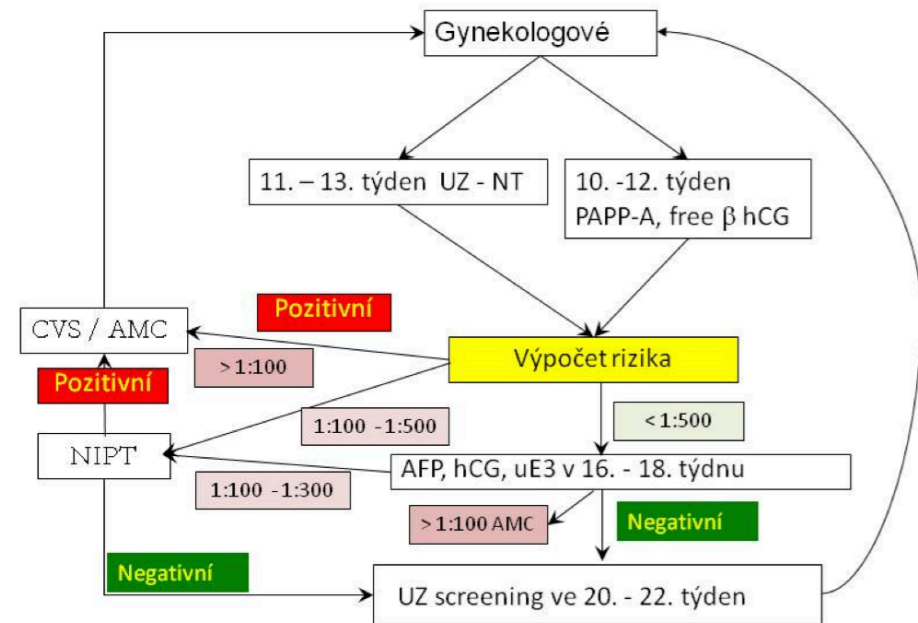 Gynekologové
11. – 13. týden UZ - NT
10. -12. týden
PAPP-A, free β hCG
Pozitivní
CVS / AMC
> 1:100
Výpočet rizika
Pozitivní
1:100 - 1:500
< 1:500
NIPT
AFP, hCG, uE3 v 16. - 18. týdnu
1:100 - 1:300
> 1:100 AMC
Negativní
Negativní
UZ screening ve 20. - 22. týden